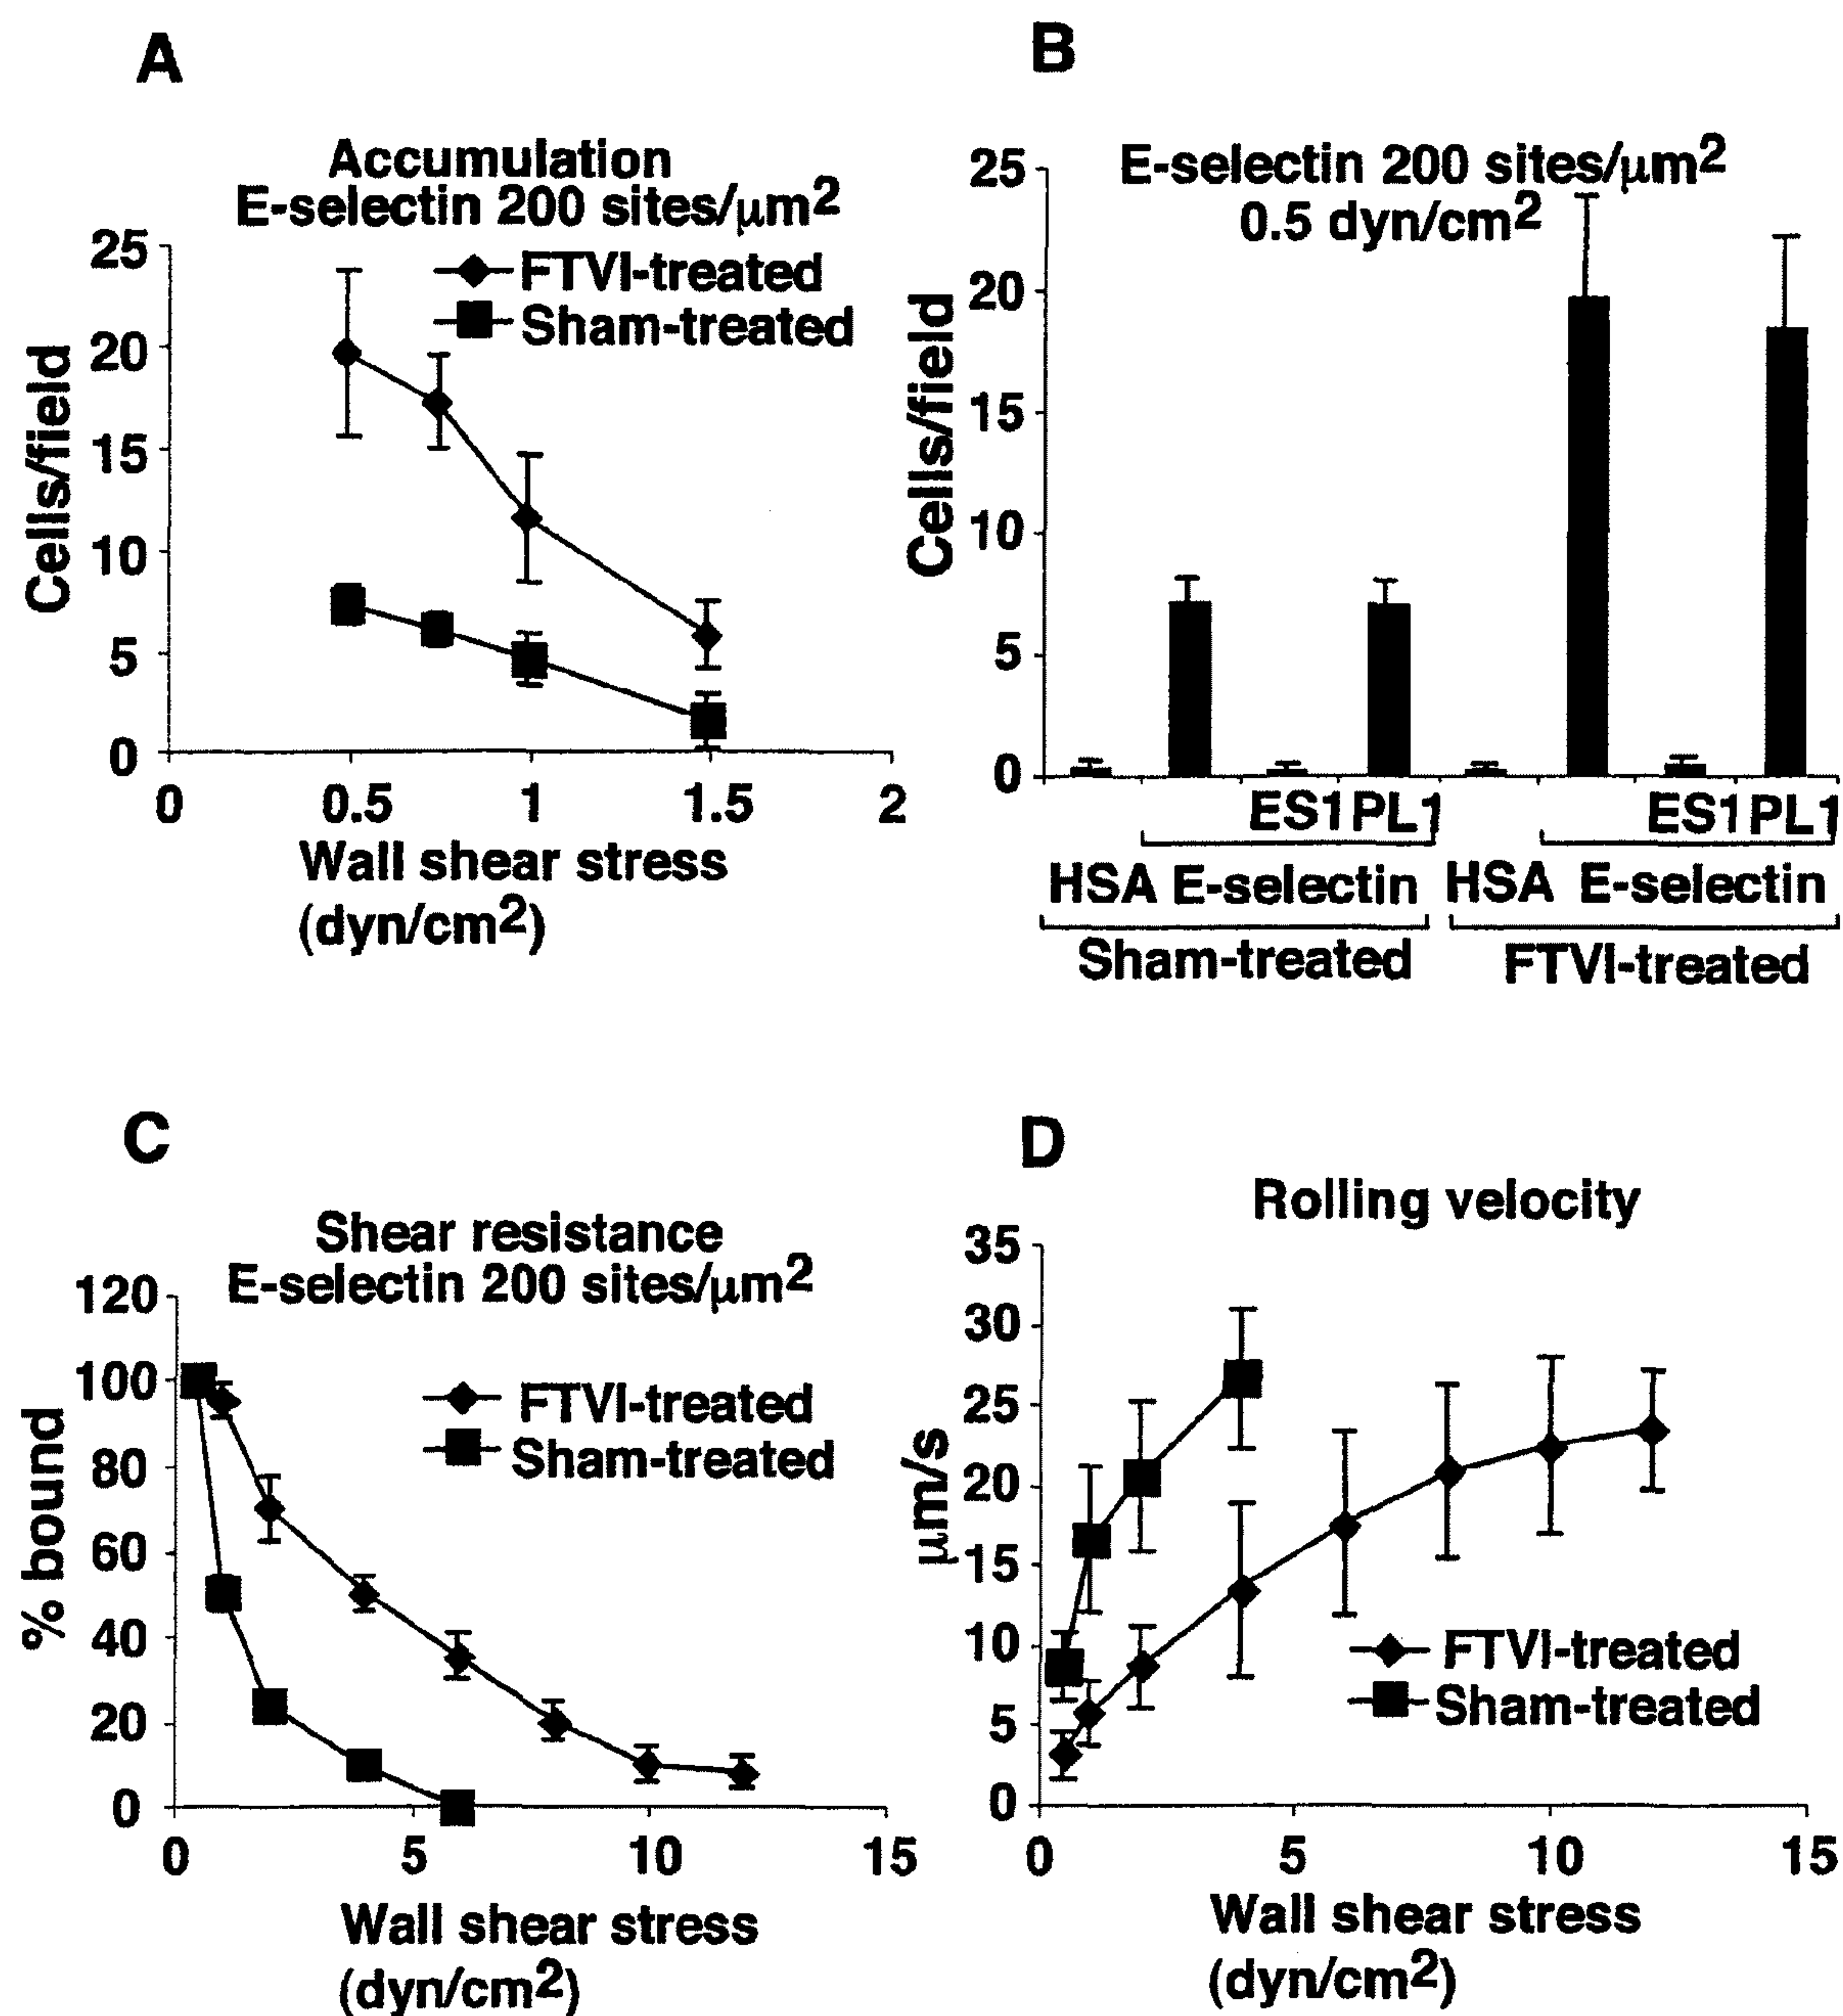 A
Accumulation
E-selectin 200 sites/μm2
25
20
15
10
5
0
Cells/field
FTVI-treated
Sham-treated
0 0.5 1 1.5 2
Wall shear stress
(dyn/cm2)
B
E-selectin 200 sites/μm2
0.5 dyn/cm2
25
20
15
10
5
0
Cells/field
ES1 PL1 ES1 PL1
HSA E-selectin HSA E-selectin
Sham-treated FTVI-treated
C
Shear resistance
E-selectin 200 sites/μm2
120
100
80
60
40
20
0
% bound
FTVI-treated
Sham-treated
0 5 10 15
Wall shear stress
(dyn/cm2)
D
Rolling velocity
35
30
25
20
15
10
5
0
μm/s
FTVI-treated
Sham-treated
0 5 10 15
Wall shear stress
(dyn/cm2)